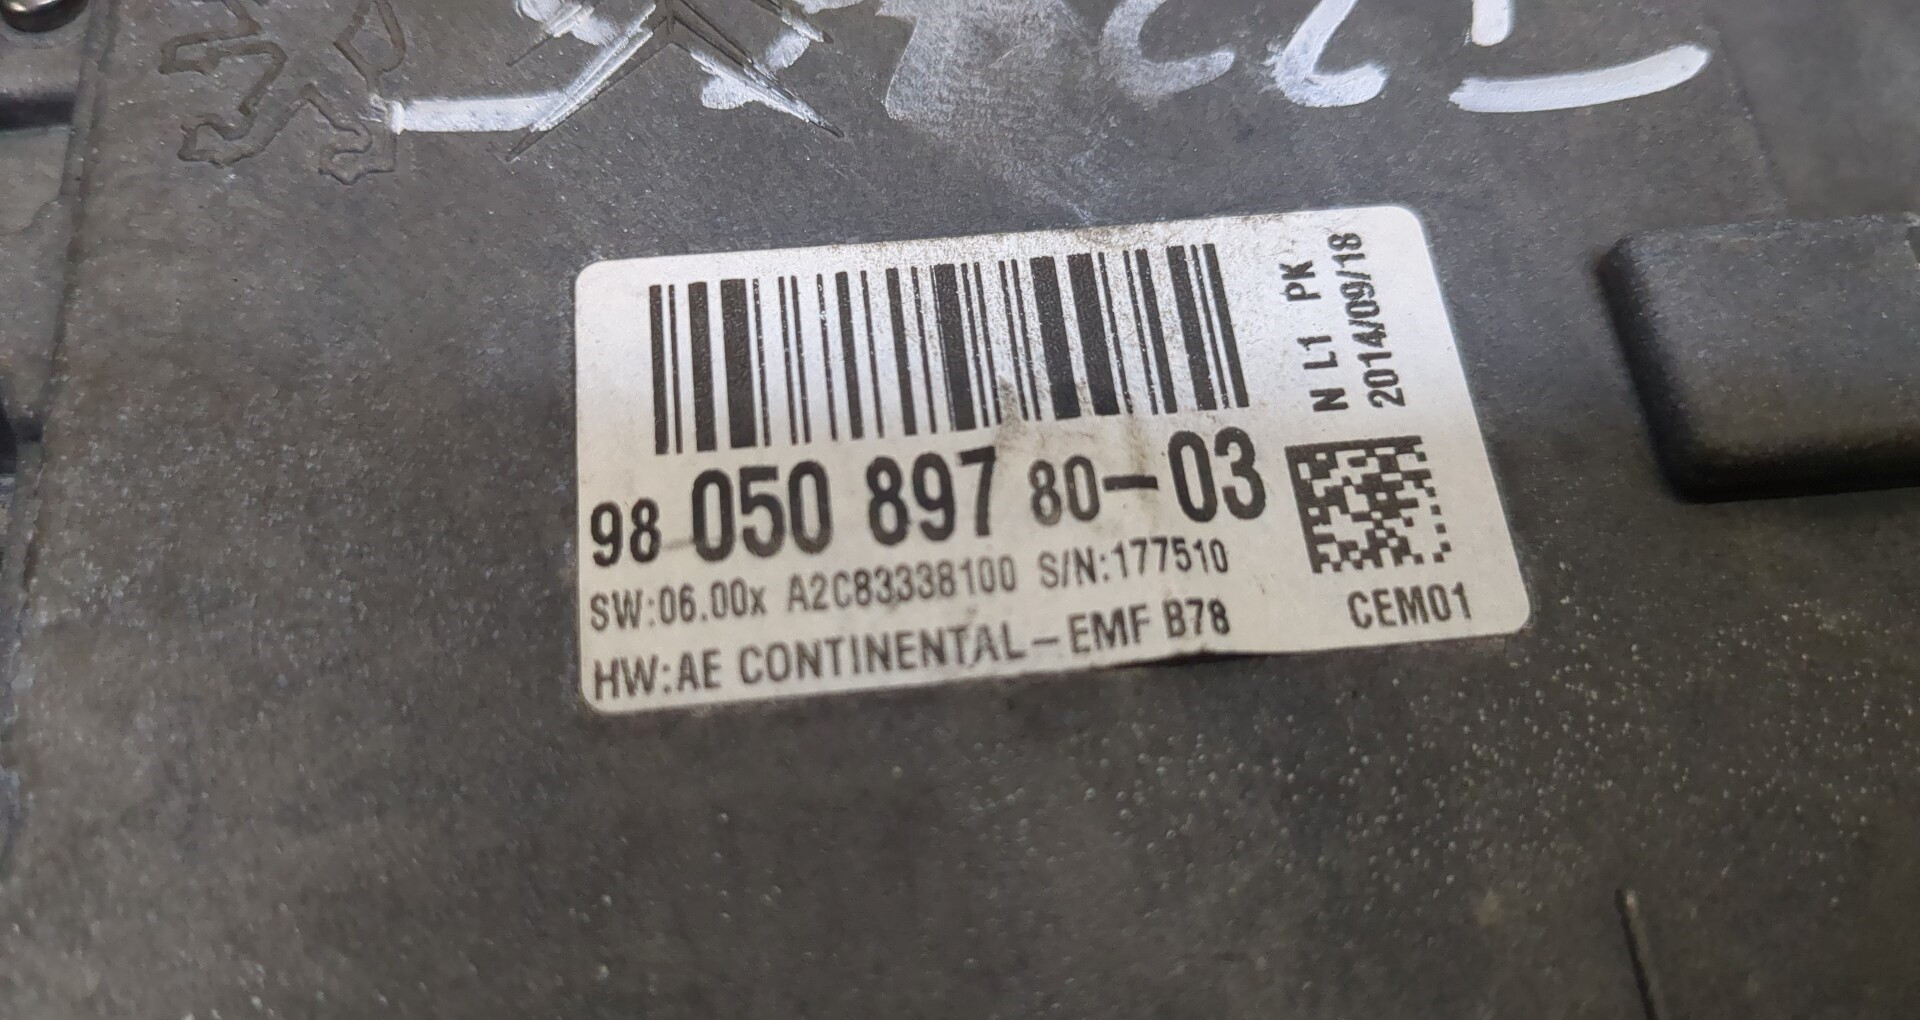 98 050 897 80-03
SW:06.00x A2C83338100 S/N:177510
HW:AE CONTINENTAL-EMF B78
N L1 PK
2014/09/18
CEM01